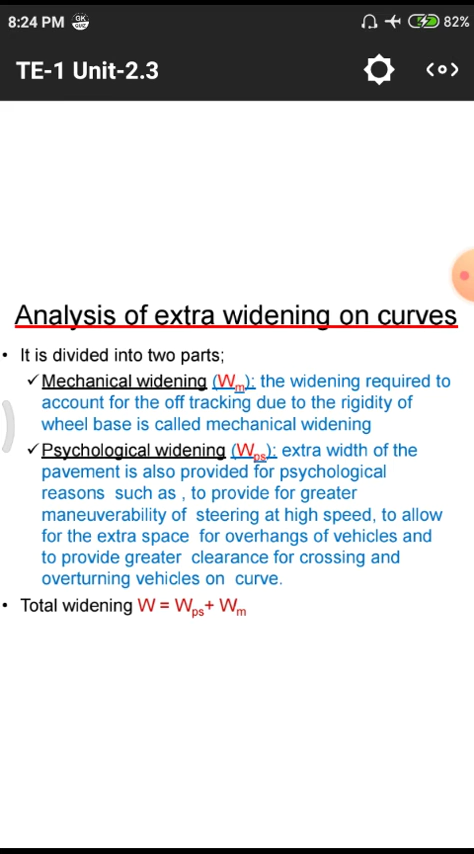 8:24 PM GK
82%
TE-1 Unit-2.3
Analysis of extra widening on curves
• It is divided into two parts;
✓Mechanical widening (Wm): the widening required to
account for the off tracking due to the rigidity of
wheel base is called mechanical widening
✓Psychological widening (Wps): extra width of the
pavement is also provided for psychological
reasons such as , to provide for greater
maneuverability of steering at high speed, to allow
for the extra space for overhangs of vehicles and
to provide greater clearance for crossing and
overturning vehicles on curve.
• Total widening W = Wps+ Wm